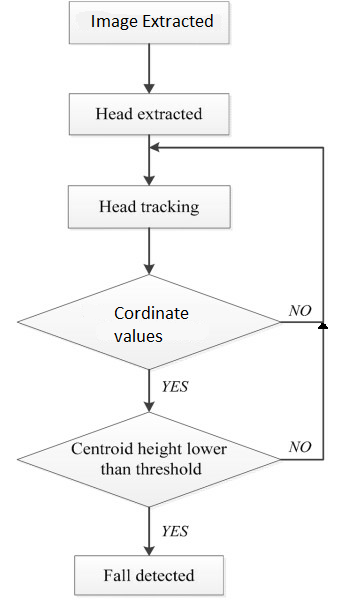 Image Extracted
Head extracted
Head tracking
Cordinate
values
NO
YES
Centroid height lower
than threshold
NO
YES
Fall detected